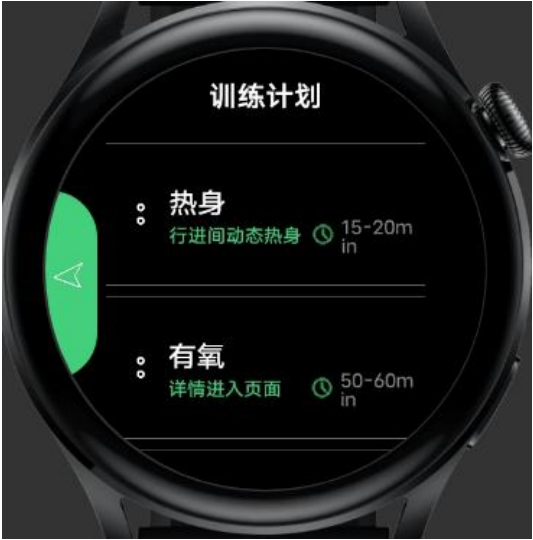 训练计划
热身
行进间动态热身 15-20m
in
有氧
详情进入页面 50-60m
in